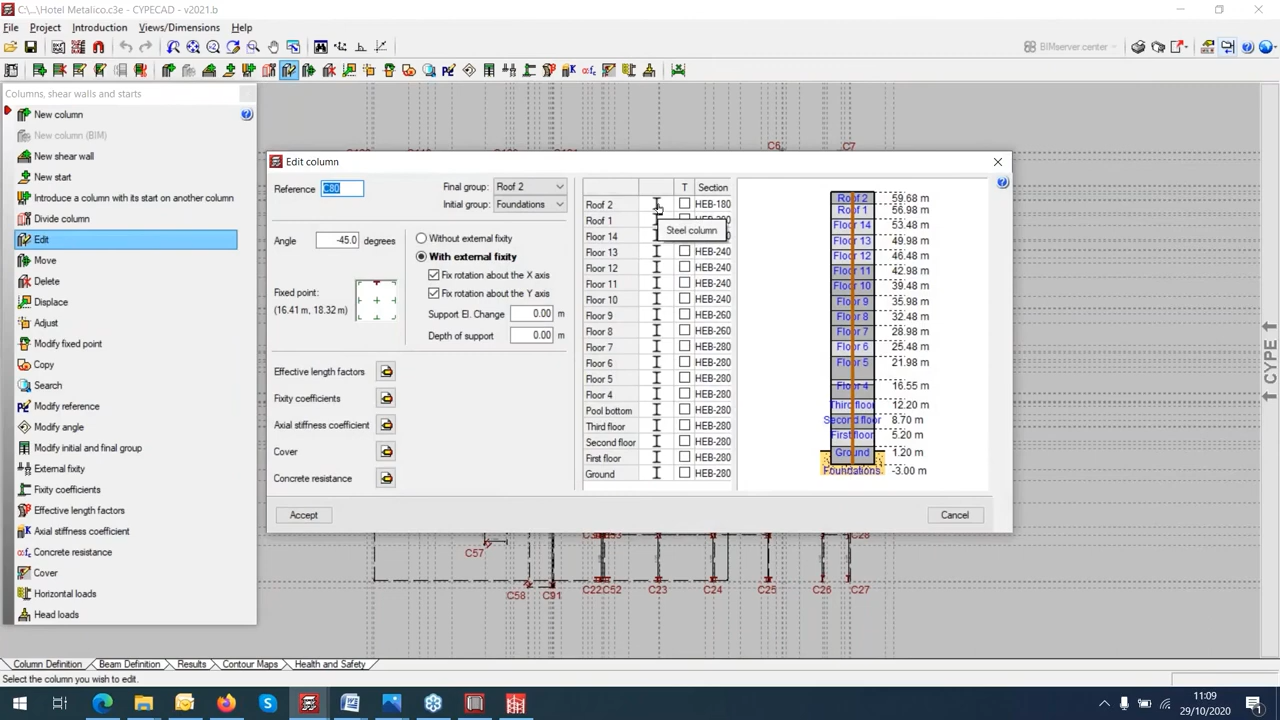 C:\...\Hotel Metalico.c3e - CYPECAD - v2021.b
File Project Introduction Views/Dimensions Help
BIMserver center
Columns, shear walls and starts
New column
New column (BIM)
New shear wall
New start
Introduce a column with its start on another vertical
Divide column
Edit
Move
Delete
Displace
Adjust
Modify fixed point
Copy
Search
Modify reference
Modify angle
Modify initial and final group
External fixity
Fixity coefficients
Effective length factors
Axial stiffness coefficient
Concrete resistance
Cover
Horizontal loads
Head loads
C6 C7
Edit column
Reference C80
Final group: Roof 2
Initial group: Foundations
Angle -45.0 degrees
Fixed point:
(16.41 m, 18.32 m)
Without external fixity
With external fixity
Fix rotation about the X axis
Fix rotation about the Y axis
Support El. Change 0.00 m
Depth of support 0.00 m
Effective length factors
Fixity coefficients
Axial stiffness coefficient
Cover
Concrete resistance
T Section
Roof 2 HEB-180
Roof 1
Steel column
Floor 14
Floor 13 HEB-240
Floor 12 HEB-240
Floor 11 HEB-240
Floor 10 HEB-240
Floor 9 HEB-260
Floor 8 HEB-260
Floor 7 HEB-280
Floor 6 HEB-280
Floor 5 HEB-280
Floor 4 HEB-280
Pool bottom HEB-280
Third floor HEB-280
Second floor HEB-280
First floor HEB-280
Ground HEB-280
Roof 2 59.68 m
Roof 1 56.98 m
Floor 14 53.48 m
Floor 13 49.98 m
Floor 12 46.48 m
Floor 11 42.98 m
Floor 10 39.48 m
Floor 9 35.98 m
Floor 8 32.48 m
Floor 7 28.98 m
Floor 6 25.48 m
Floor 5 21.98 m
Floor 4 16.55 m
Third floor 12.20 m
Second floor 8.70 m
First floor 5.20 m
Ground 1.20 m
Foundations -3.00 m
Accept
Cancel
CYPE
C57
C28
C58 C91 C22 C52 C23 C24 C25 C26 C27
Column Definition Beam Definition Results Contour Maps Health and Safety
Select the column you wish to edit.
11:09
29/10/2020